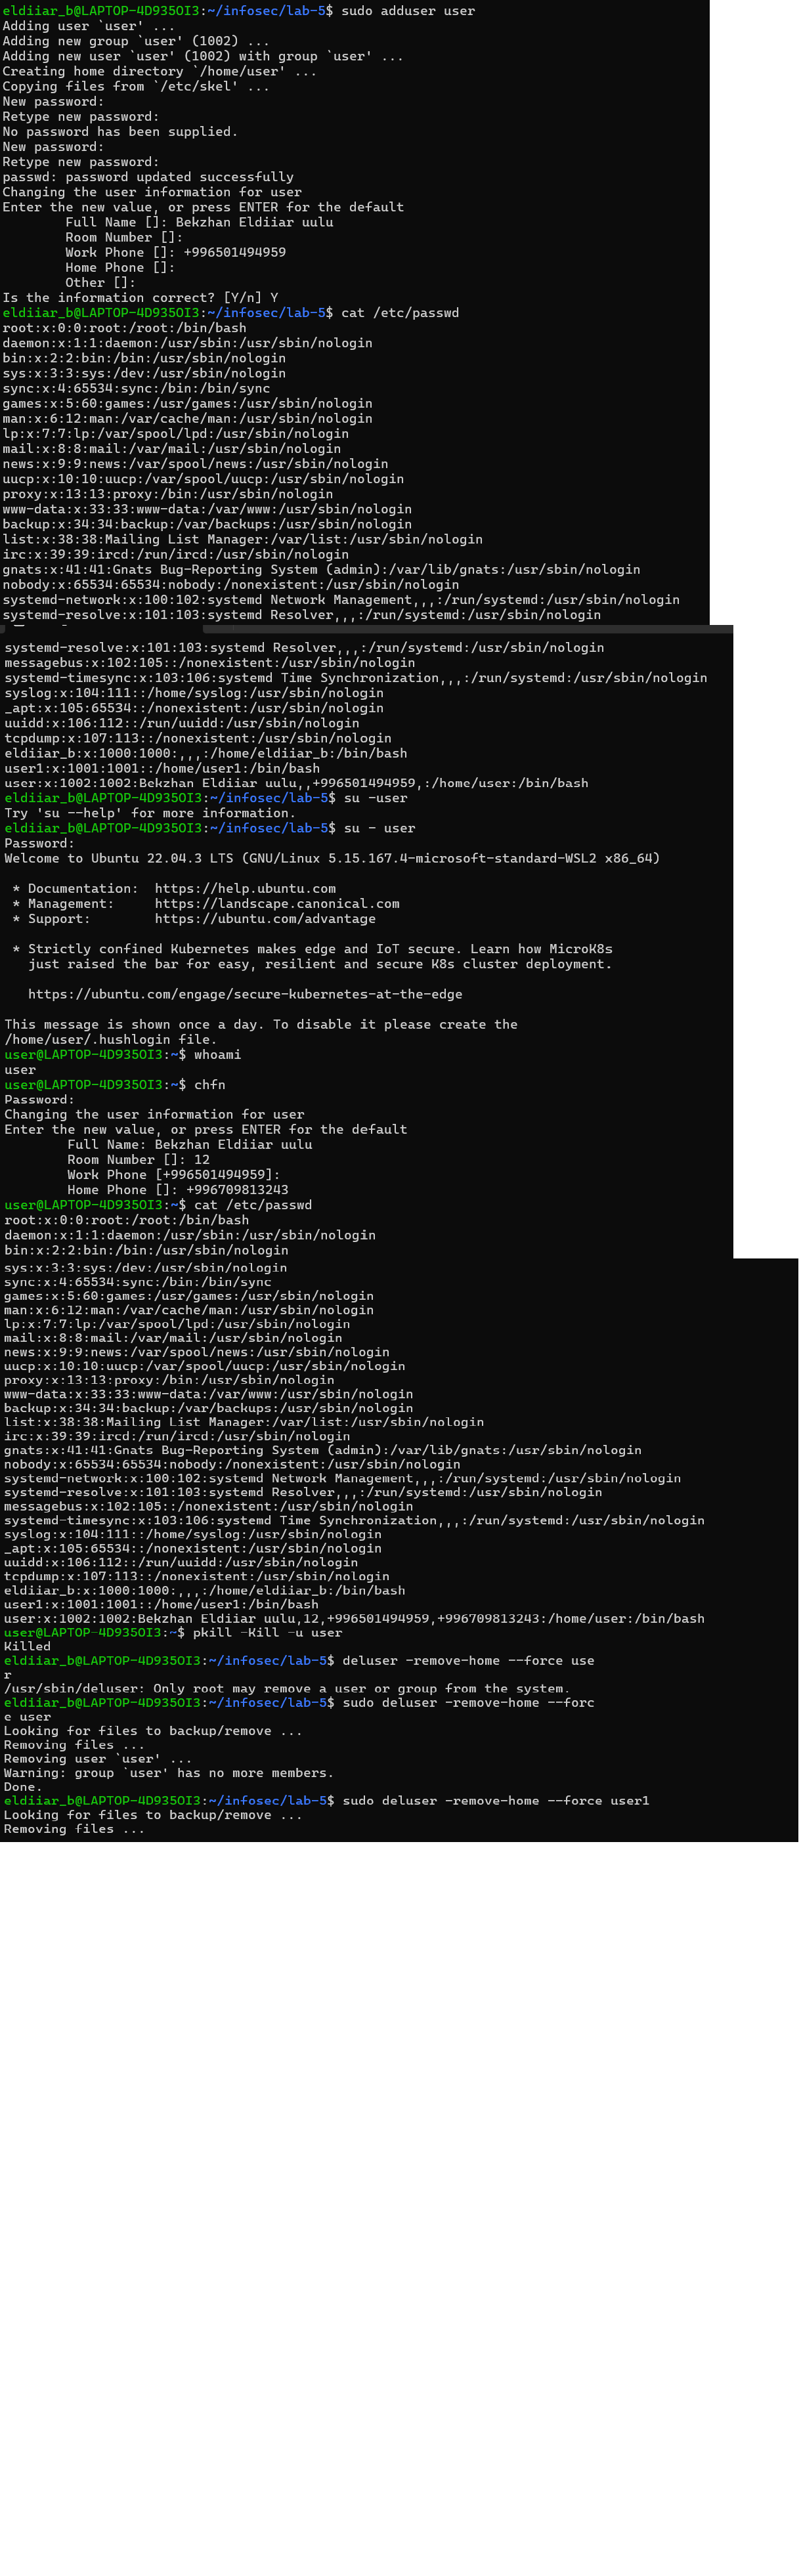 eldiiar_b@LAPTOP-4D935OI3:~/infosec/lab-5$ sudo adduser user
Adding user `user' ...
Adding new group `user' (1002) ...
Adding new user `user' (1002) with group `user' ...
Creating home directory `/home/user' ...
Copying files from `/etc/skel' ...
New password:
Retype new password:
No password has been supplied.
New password:
Retype new password:
passwd: password updated successfully
Changing the user information for user
Enter the new value, or press ENTER for the default
        Full Name []: Bekzhan Eldiiar uulu
        Room Number []:
        Work Phone []: +996501494959
        Home Phone []:
        Other []:
Is the information correct? [Y/n] Y
eldiiar_b@LAPTOP-4D935OI3:~/infosec/lab-5$ cat /etc/passwd
root:x:0:0:root:/root:/bin/bash
daemon:x:1:1:daemon:/usr/sbin:/usr/sbin/nologin
bin:x:2:2:bin:/bin:/usr/sbin/nologin
sys:x:3:3:sys:/dev:/usr/sbin/nologin
sync:x:4:65534:sync:/bin:/bin/sync
games:x:5:60:games:/usr/games:/usr/sbin/nologin
man:x:6:12:man:/var/cache/man:/usr/sbin/nologin
lp:x:7:7:lp:/var/spool/lpd:/usr/sbin/nologin
mail:x:8:8:mail:/var/mail:/usr/sbin/nologin
news:x:9:9:news:/var/spool/news:/usr/sbin/nologin
uucp:x:10:10:uucp:/var/spool/uucp:/usr/sbin/nologin
proxy:x:13:13:proxy:/bin:/usr/sbin/nologin
www-data:x:33:33:www-data:/var/www:/usr/sbin/nologin
backup:x:34:34:backup:/var/backups:/usr/sbin/nologin
list:x:38:38:Mailing List Manager:/var/list:/usr/sbin/nologin
irc:x:39:39:ircd:/run/ircd:/usr/sbin/nologin
gnats:x:41:41:Gnats Bug-Reporting System (admin):/var/lib/gnats:/usr/sbin/nologin
nobody:x:65534:65534:nobody:/nonexistent:/usr/sbin/nologin
systemd-network:x:100:102:systemd Network Management,,,:/run/systemd:/usr/sbin/nologin
systemd-resolve:x:101:103:systemd Resolver,,,:/run/systemd:/usr/sbin/nologin
systemd-resolve:x:101:103:systemd Resolver,,,:/run/systemd:/usr/sbin/nologin
messagebus:x:102:105::/nonexistent:/usr/sbin/nologin
systemd-timesync:x:103:106:systemd Time Synchronization,,,:/run/systemd:/usr/sbin/nologin
syslog:x:104:111::/home/syslog:/usr/sbin/nologin
_apt:x:105:65534::/nonexistent:/usr/sbin/nologin
uuidd:x:106:112::/run/uuidd:/usr/sbin/nologin
tcpdump:x:107:113::/nonexistent:/usr/sbin/nologin
eldiiar_b:x:1000:1000:,,,:/home/eldiiar_b:/bin/bash
user1:x:1001:1001::/home/user1:/bin/bash
user:x:1002:1002:Bekzhan Eldiiar uulu,,+996501494959,:/home/user:/bin/bash
eldiiar_b@LAPTOP-4D935OI3:~/infosec/lab-5$ su -user
Try 'su --help' for more information.
eldiiar_b@LAPTOP-4D935OI3:~/infosec/lab-5$ su - user
Password:
Welcome to Ubuntu 22.04.3 LTS (GNU/Linux 5.15.167.4-microsoft-standard-WSL2 x86_64)
 * Documentation:  https://help.ubuntu.com
 * Management:     https://landscape.canonical.com
 * Support:        https://ubuntu.com/advantage
 * Strictly confined Kubernetes makes edge and IoT secure. Learn how MicroK8s
   just raised the bar for easy, resilient and secure K8s cluster deployment.
   https://ubuntu.com/engage/secure-kubernetes-at-the-edge
This message is shown once a day. To disable it please create the
/home/user/.hushlogin file.
user@LAPTOP-4D935OI3:~$ whoami
user
user@LAPTOP-4D935OI3:~$ chfn
Password:
Changing the user information for user
Enter the new value, or press ENTER for the default
        Full Name: Bekzhan Eldiiar uulu
        Room Number []: 12
        Work Phone [+996501494959]:
        Home Phone []: +996709813243
user@LAPTOP-4D935OI3:~$ cat /etc/passwd
root:x:0:0:root:/root:/bin/bash
daemon:x:1:1:daemon:/usr/sbin:/usr/sbin/nologin
bin:x:2:2:bin:/bin:/usr/sbin/nologin
sys:x:3:3:sys:/dev:/usr/sbin/nologin
sync:x:4:65534:sync:/bin:/bin/sync
games:x:5:60:games:/usr/games:/usr/sbin/nologin
man:x:6:12:man:/var/cache/man:/usr/sbin/nologin
lp:x:7:7:lp:/var/spool/lpd:/usr/sbin/nologin
mail:x:8:8:mail:/var/mail:/usr/sbin/nologin
news:x:9:9:news:/var/spool/news:/usr/sbin/nologin
uucp:x:10:10:uucp:/var/spool/uucp:/usr/sbin/nologin
proxy:x:13:13:proxy:/bin:/usr/sbin/nologin
www-data:x:33:33:www-data:/var/www:/usr/sbin/nologin
backup:x:34:34:backup:/var/backups:/usr/sbin/nologin
list:x:38:38:Mailing List Manager:/var/list:/usr/sbin/nologin
irc:x:39:39:ircd:/run/ircd:/usr/sbin/nologin
gnats:x:41:41:Gnats Bug-Reporting System (admin):/var/lib/gnats:/usr/sbin/nologin
nobody:x:65534:65534:nobody:/nonexistent:/usr/sbin/nologin
systemd-network:x:100:102:systemd Network Management,,,:/run/systemd:/usr/sbin/nologin
systemd-resolve:x:101:103:systemd Resolver,,,:/run/systemd:/usr/sbin/nologin
messagebus:x:102:105::/nonexistent:/usr/sbin/nologin
systemd-timesync:x:103:106:systemd Time Synchronization,,,:/run/systemd:/usr/sbin/nologin
syslog:x:104:111::/home/syslog:/usr/sbin/nologin
_apt:x:105:65534::/nonexistent:/usr/sbin/nologin
uuidd:x:106:112::/run/uuidd:/usr/sbin/nologin
tcpdump:x:107:113::/nonexistent:/usr/sbin/nologin
eldiiar_b:x:1000:1000:,,,:/home/eldiiar_b:/bin/bash
user1:x:1001:1001::/home/user1:/bin/bash
user:x:1002:1002:Bekzhan Eldiiar uulu,12,+996501494959,+996709813243:/home/user:/bin/bash
user@LAPTOP-4D935OI3:~$ pkill -Kill -u user
Killed
eldiiar_b@LAPTOP-4D935OI3:~/infosec/lab-5$ deluser -remove-home --force use
r
/usr/sbin/deluser: Only root may remove a user or group from the system.
eldiiar_b@LAPTOP-4D935OI3:~/infosec/lab-5$ sudo deluser -remove-home --forc
e user
Looking for files to backup/remove ...
Removing files ...
Removing user `user' ...
Warning: group `user' has no more members.
Done.
eldiiar_b@LAPTOP-4D935OI3:~/infosec/lab-5$ sudo deluser -remove-home --force user1
Looking for files to backup/remove ...
Removing files ...